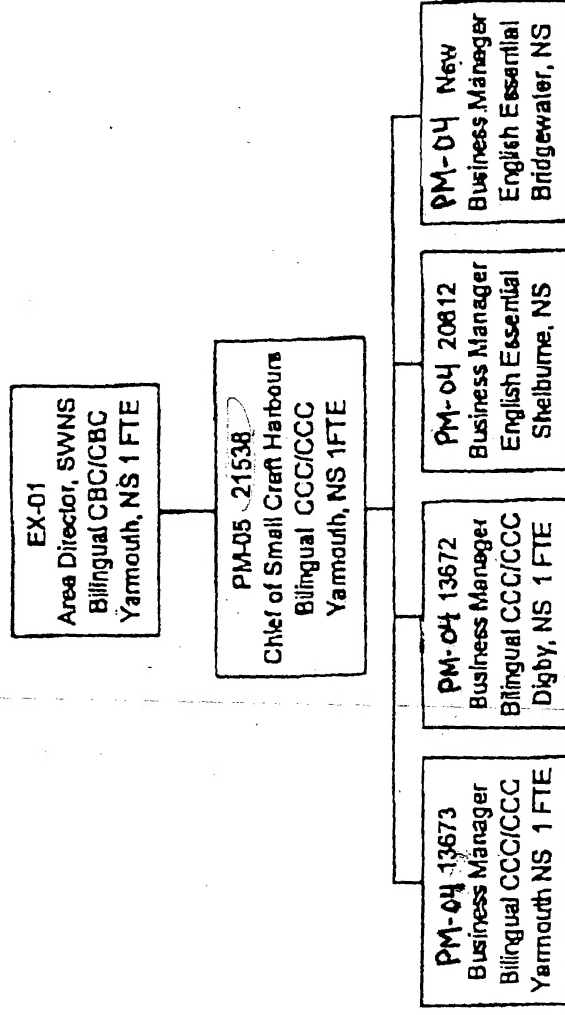 EX-01
Area Director, SWNS
Bilingual CBC/CBC
Yarmouth, NS 1 FTE
PM-05 21538
Chief of Small Craft Harbours
Bilingual CCC/CCC
Yarmouth, NS 1FTE
PM-04 13673
Business Manager
Bilingual CCC/CCC
Yarmouth NS 1 FTE
PM-04 13672
Business Manager
Bilingual CCC/CCC
Digby, NS 1 FTE
PM-04 20812
Business Manager
English Essential
Shelburne, NS
PM-04 New
Business Manager
English Essential
Bridgewater, NS